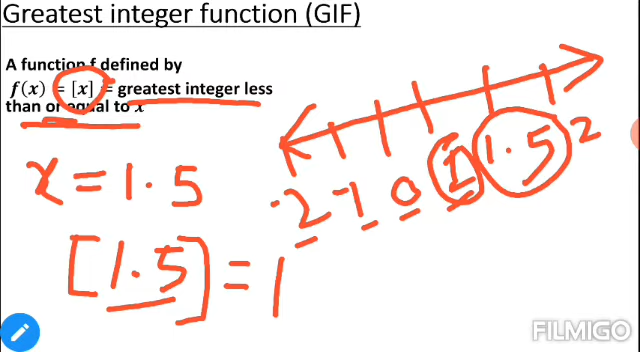 Greatest integer function (GIF)
A function f defined by
f(x) = [x] = greatest integer less
than or equal to x
x = 1.5
[1.5] = 1
-2 -1 0 1 1.5 2
FILMIGO